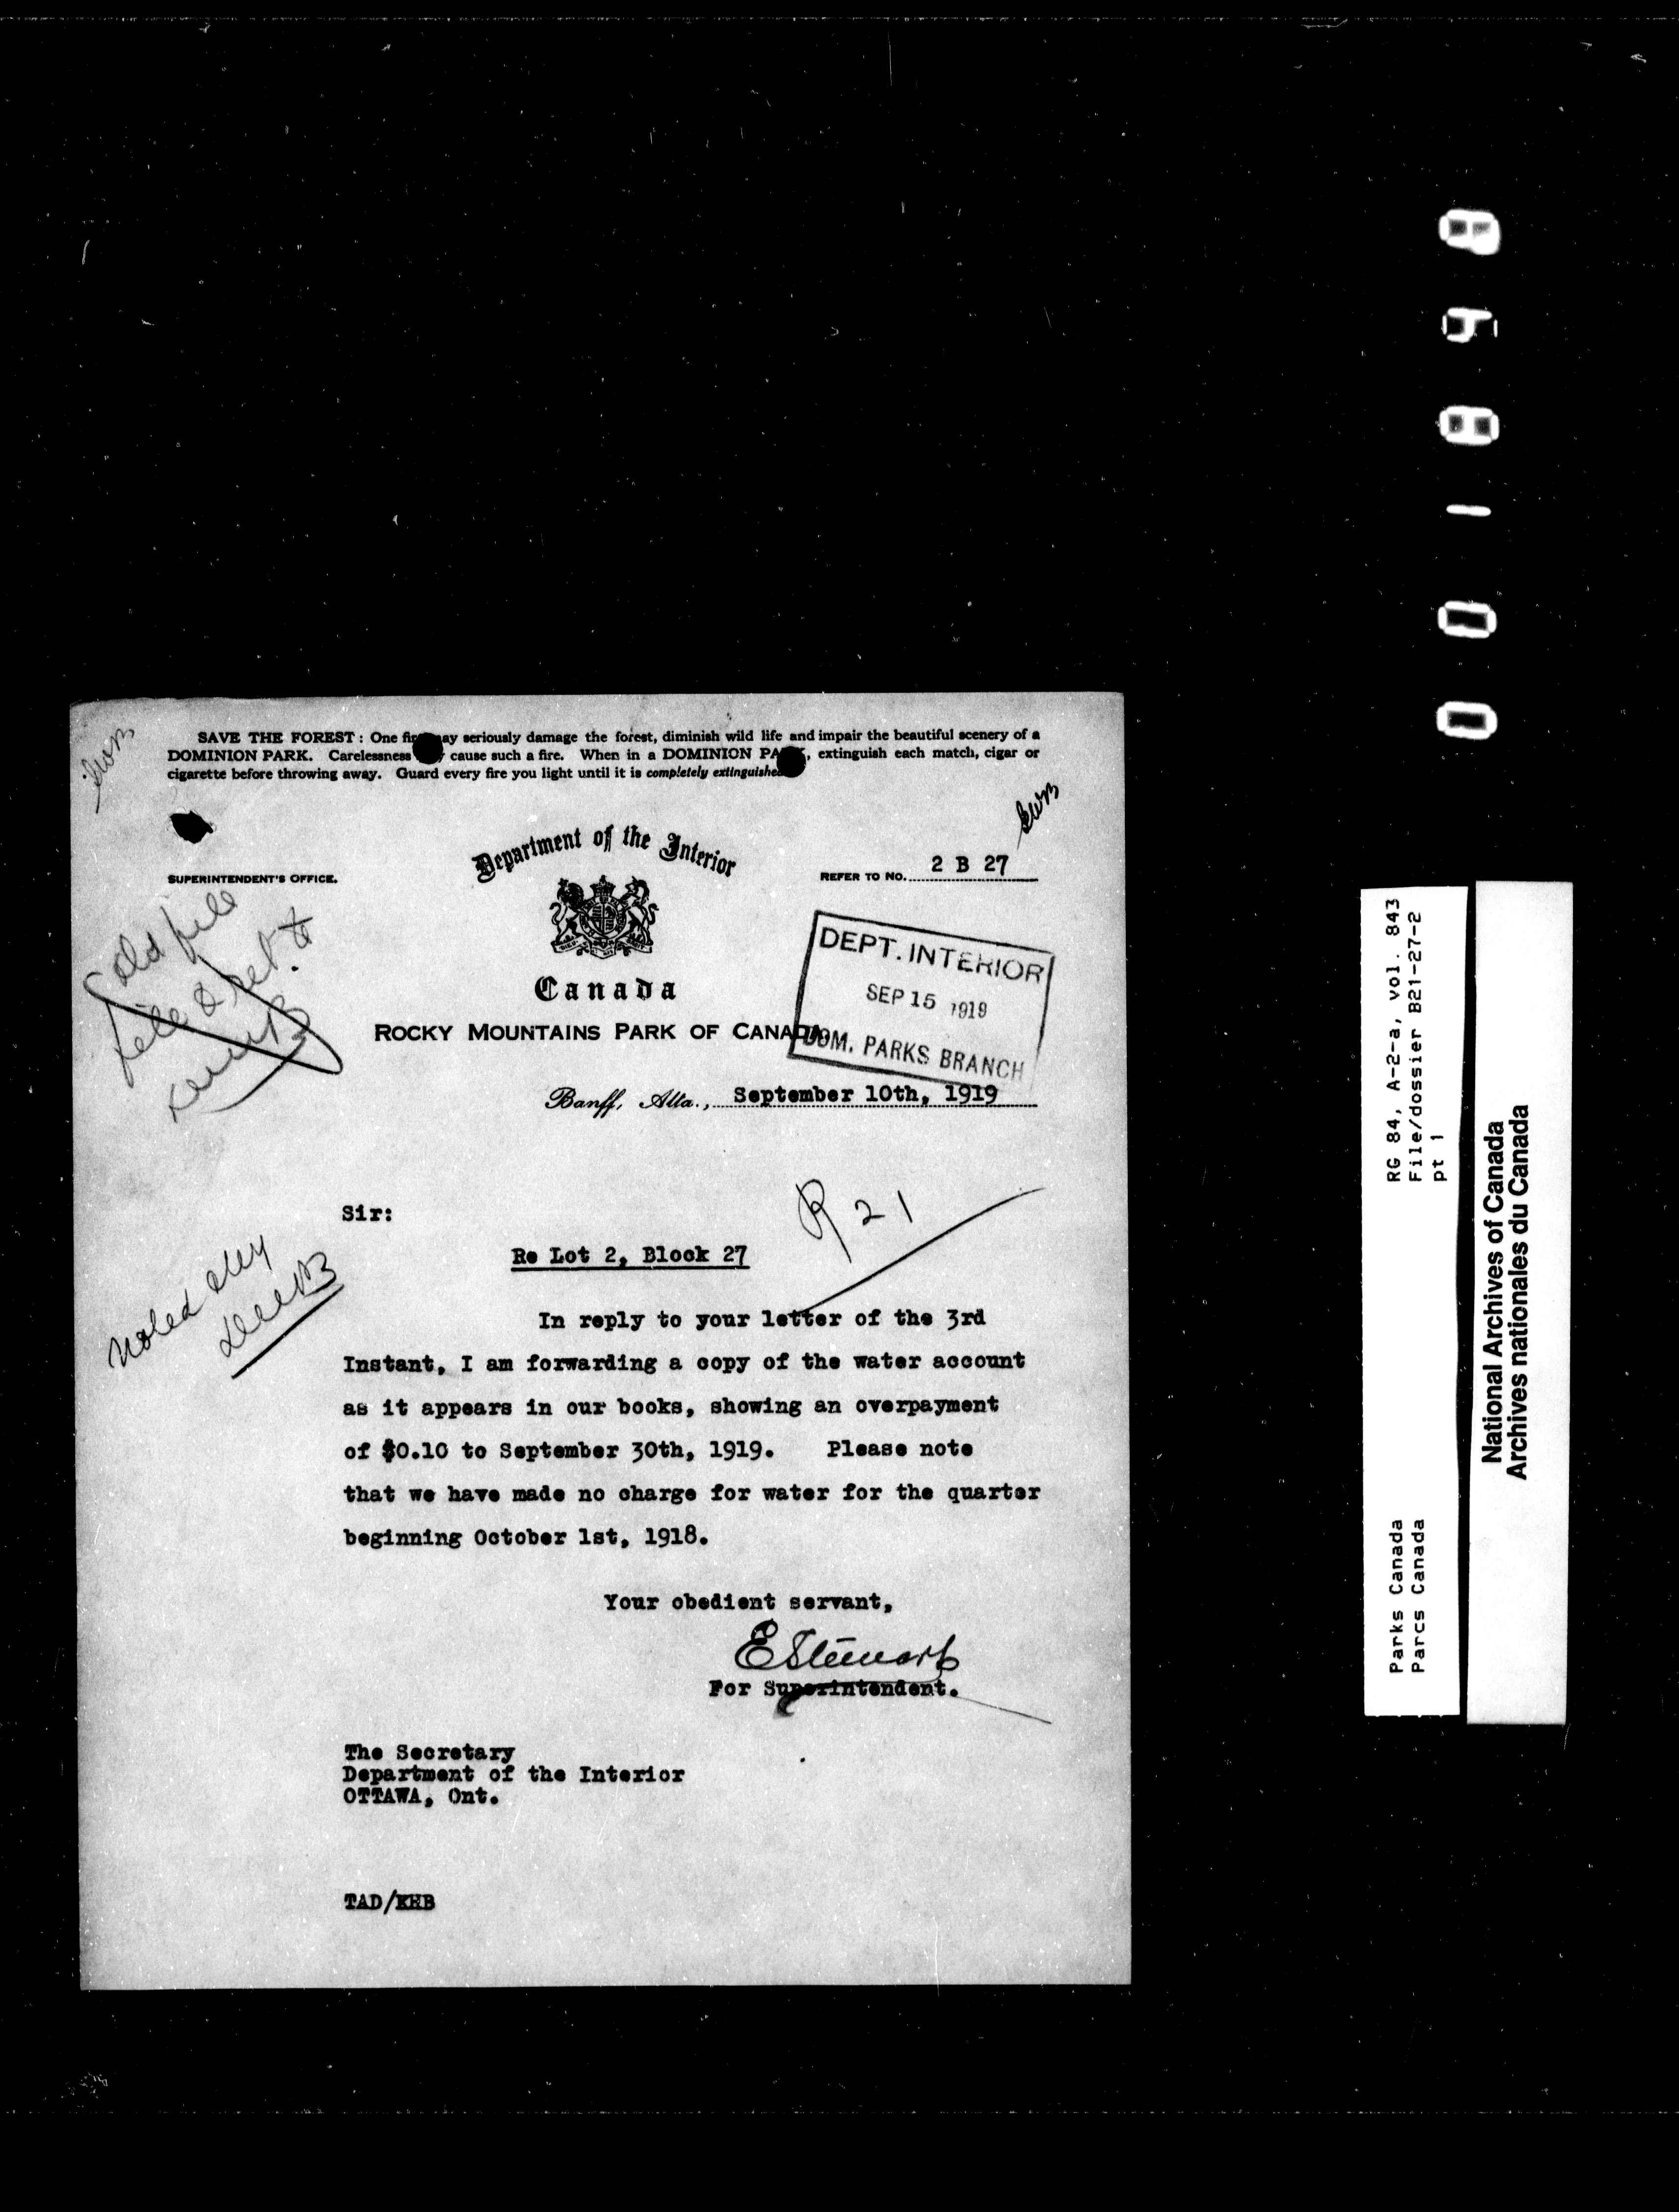 SAVE THE FOREST: One fire may seriously damage the forest, diminish wild life and impair the beautiful scenery of a
DOMINION PARK. Carelessness cause such a fire. When in a DOMINION PARK, extinguish each match, cigar or
cigarette before throwing away. Guard every fire you light until it is completely extinguished
EWB
Department of the Interior
SUPERINTENDENT'S OFFICE.
REFER TO NO. 2 B 27
old file
file &
Canada
DEPT. INTERIOR
SEP 15 1919
DOM. PARKS BRANCH
ROCKY MOUNTAINS PARK OF CANADA
Banff, Alta., September 10th, 1919
Sir:
R 21
Re Lot 2, Block 27
Noted
In reply to your letter of the 3rd
Instant, I am forwarding a copy of the water account
as it appears in our books, showing an overpayment
of $0.10 to September 30th, 1919. Please note
that we have made no charge for water for the quarter
beginning October 1st, 1918.
Your obedient servant,
EStewart
For Superintendent.
The Secretary
Department of the Interior
OTTAWA, Ont.
TAD/KHB
RG 84, A-2-a, vol. 843
File/dossier B21-27-2
pt 1
Parks Canada
Parcs Canada
National Archives of Canada
Archives nationales du Canada